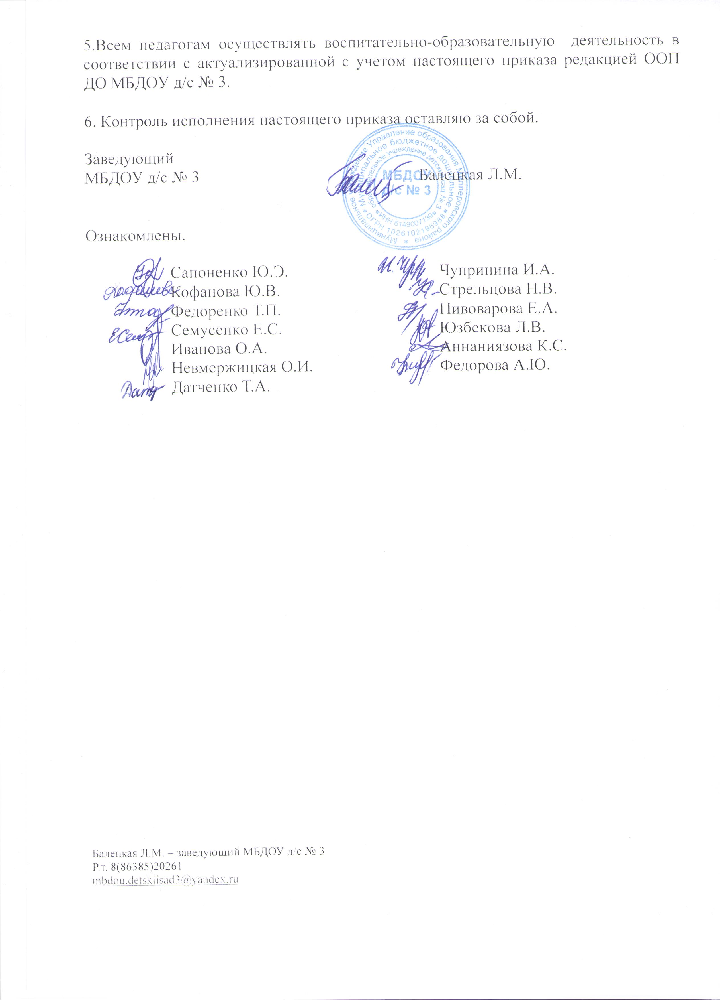 5.Всем педагогам осуществлять воспитательно-образовательную деятельность в
соответствии с актуализированной с учетом настоящего приказа редакцией ООП
ДО МБДОУ д/с № 3.
6. Контроль исполнения настоящего приказа оставляю за собой.
Заведующий
МБДОУ д/с № 3
Балецкая Л.М.
Муниципальное учреждение Управление образования Миллеровского района *
Муниципальное бюджетное дошкольное * ОГРН 1026102196988 *
образовательное учреждение детский сад № 3 * ИНН 6149007139 *
МБДОУ
д/с № 3
Ознакомлены.
Сапоненко Ю.Э.
Кофанова Ю.В.
Федоренко Т.П.
Семусенко Е.С.
Иванова О.А.
Невмержицкая О.И.
Датченко Т.А.
Чупринина И.А.
Стрельцова Н.В.
Пивоварова Е.А.
Юзбекова Л.В.
Аннаниязова К.С.
Федорова А.Ю.
Балецкая Л.М. – заведующий МБДОУ д/с № 3
Р.т. 8(86385)20261
mbdou.detskiisad3@yandex.ru